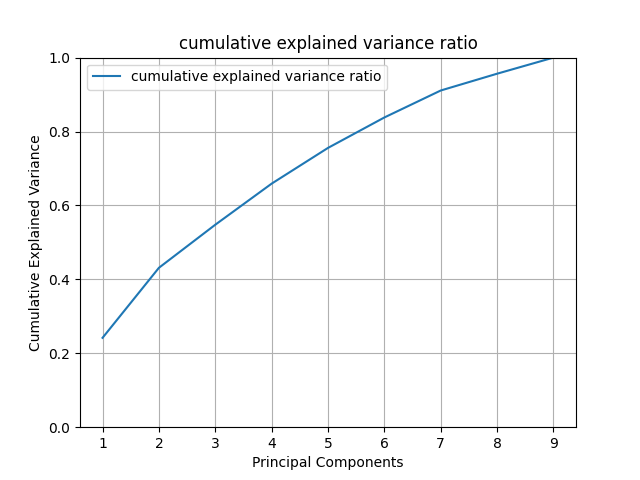 cumulative explained variance ratio
cumulative explained variance ratio
1.0
0.8
0.6
0.4
0.2
0.0
Cumulative Explained Variance
1 2 3 4 5 6 7 8 9
Principal Components